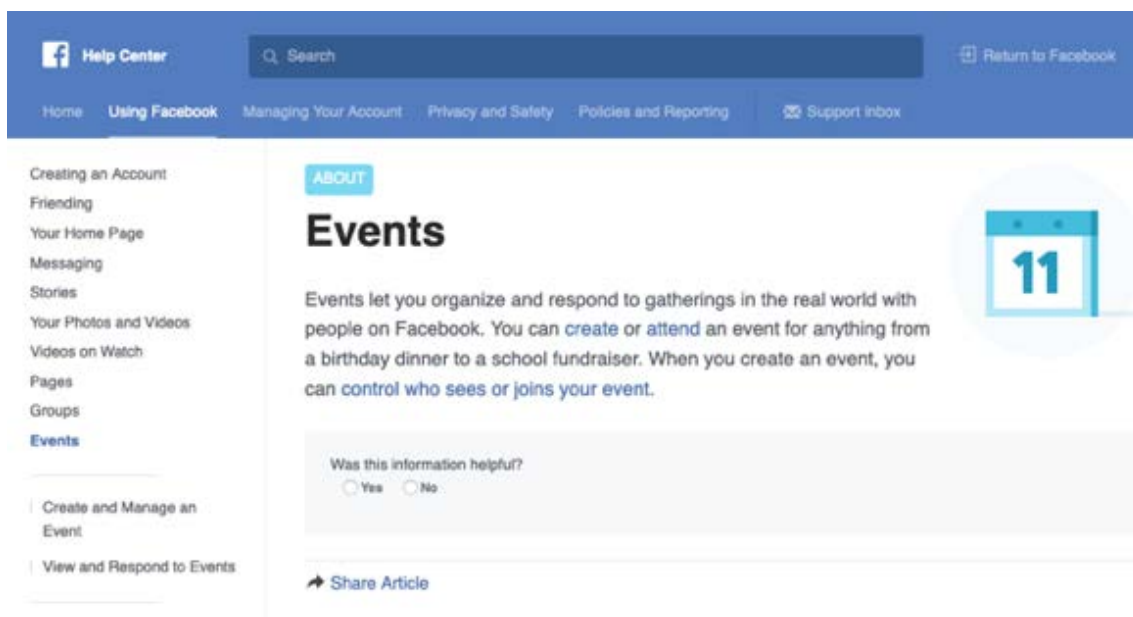 Help Center
Search
Return to Facebook
Home Using Facebook Managing Your Account Privacy and Safety Policies and Reporting Support Inbox
Creating an Account
Friending
Your Home Page
Messaging
Stories
Your Photos and Videos
Videos on Watch
Pages
Groups
Events
Create and Manage an
Event
View and Respond to Events
ABOUT
Events
11
Events let you organize and respond to gatherings in the real world with
people on Facebook. You can create or attend an event for anything from
a birthday dinner to a school fundraiser. When you create an event, you
can control who sees or joins your event.
Was this information helpful?
Yes No
Share Article